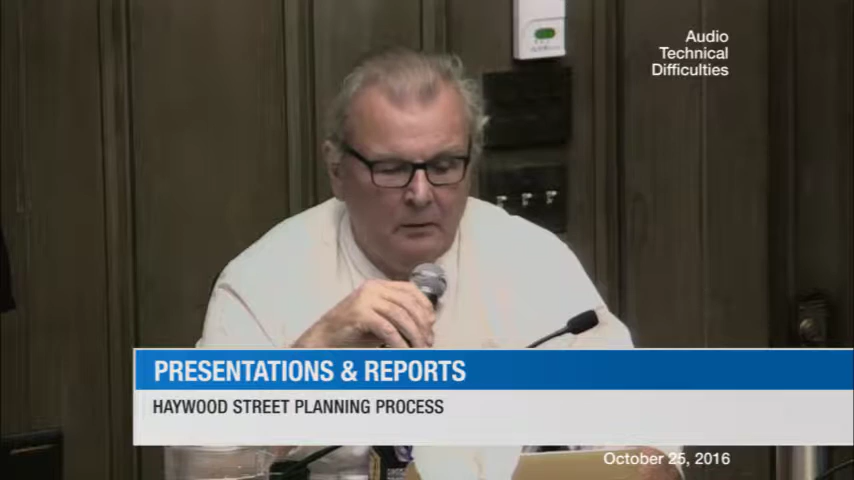 Audio
Technical
Difficulties
PRESENTATIONS & REPORTS
HAYWOOD STREET PLANNING PROCESS
October 25, 2016